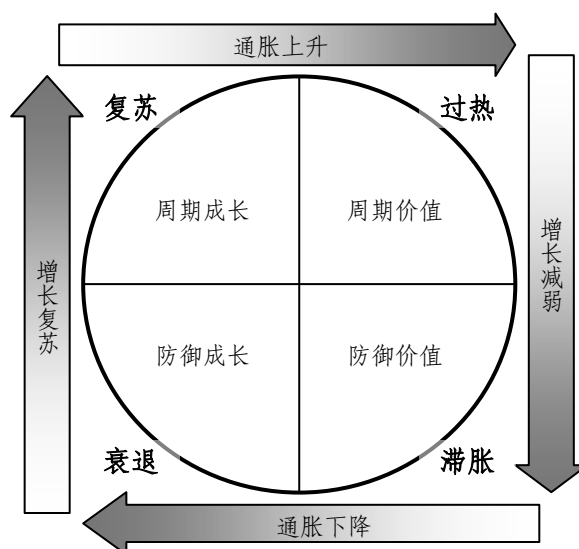 通胀上升
复苏
过热
周期成长
周期价值
增长复苏
增长减弱
防御成长
防御价值
衰退
滞胀
通胀下降